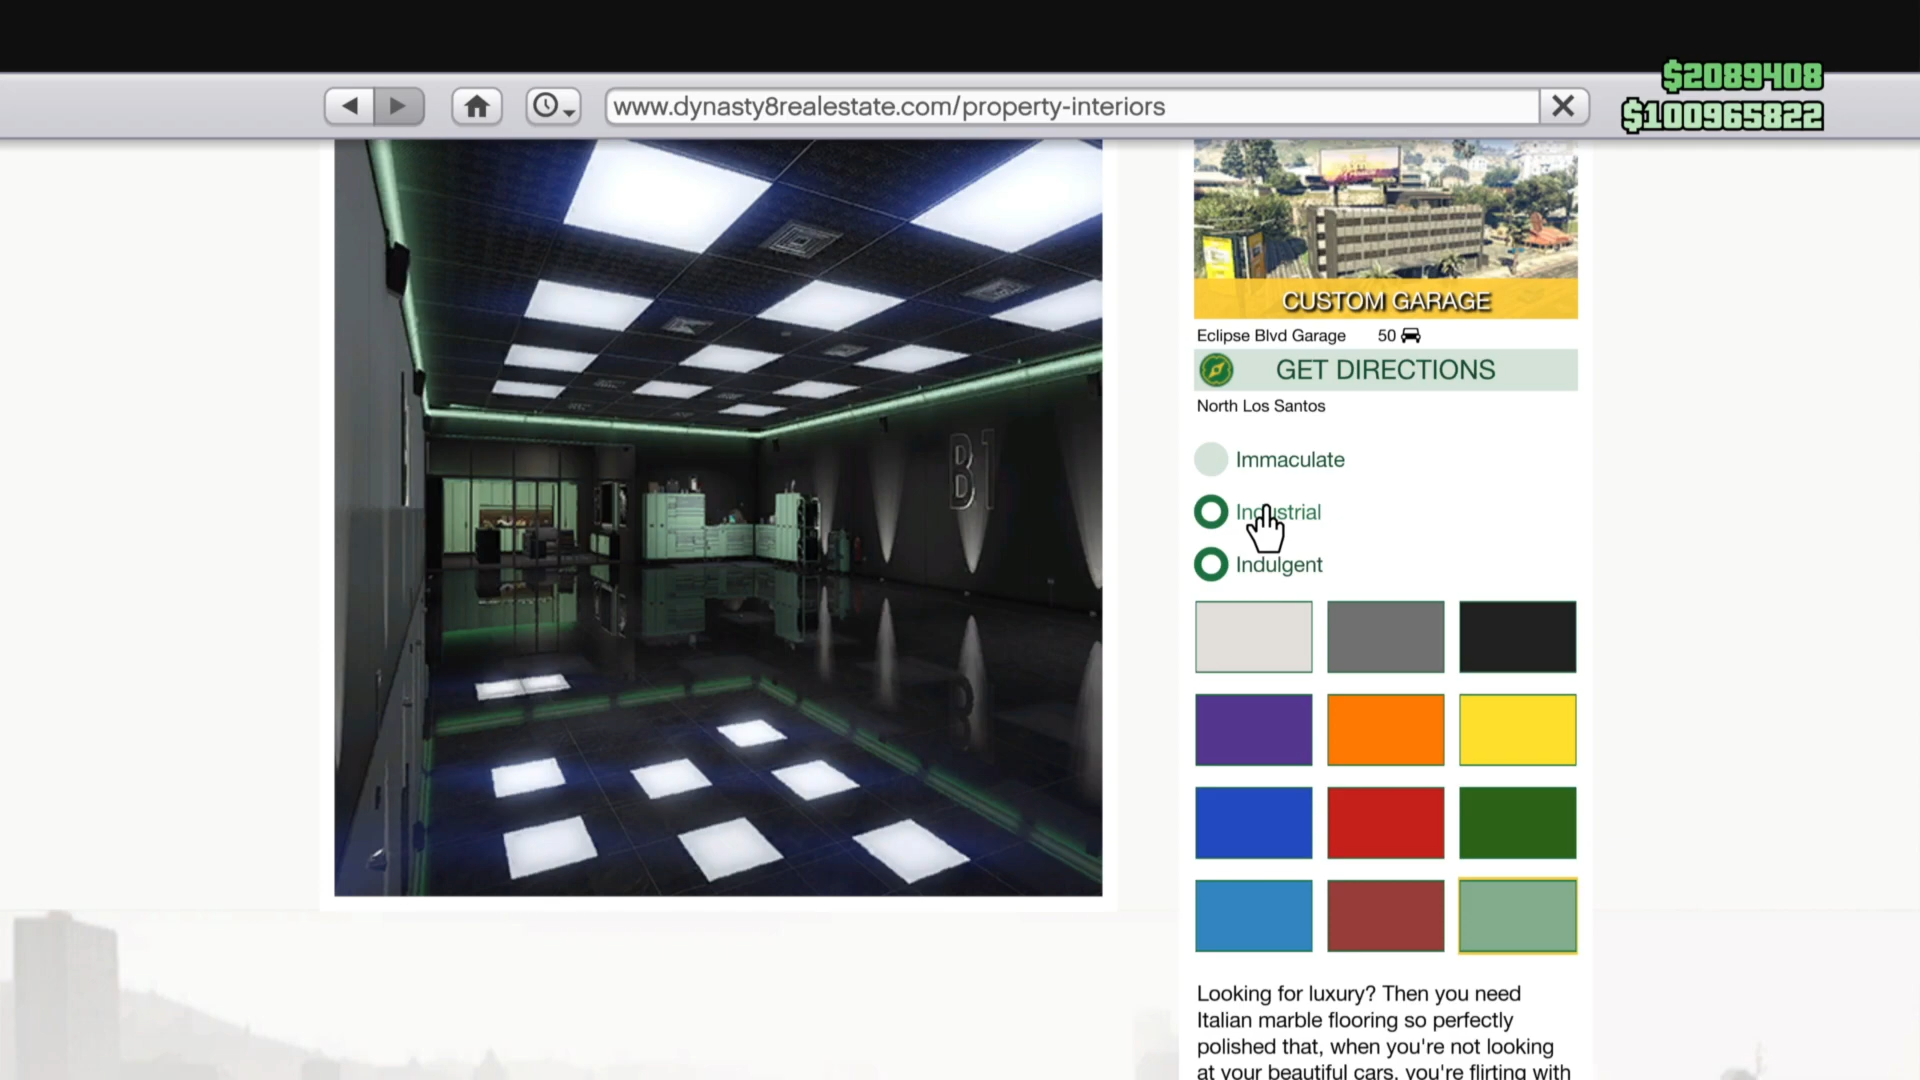 $2089408
www.dynasty8realestate.com/property-interiors
$100965822
CUSTOM GARAGE
Eclipse Blvd Garage 50
GET DIRECTIONS
North Los Santos
Immaculate
Industrial
Indulgent
B1
Looking for luxury? Then you need
Italian marble flooring so perfectly
polished that, when you're not looking
at your beautiful cars, you're flirting with